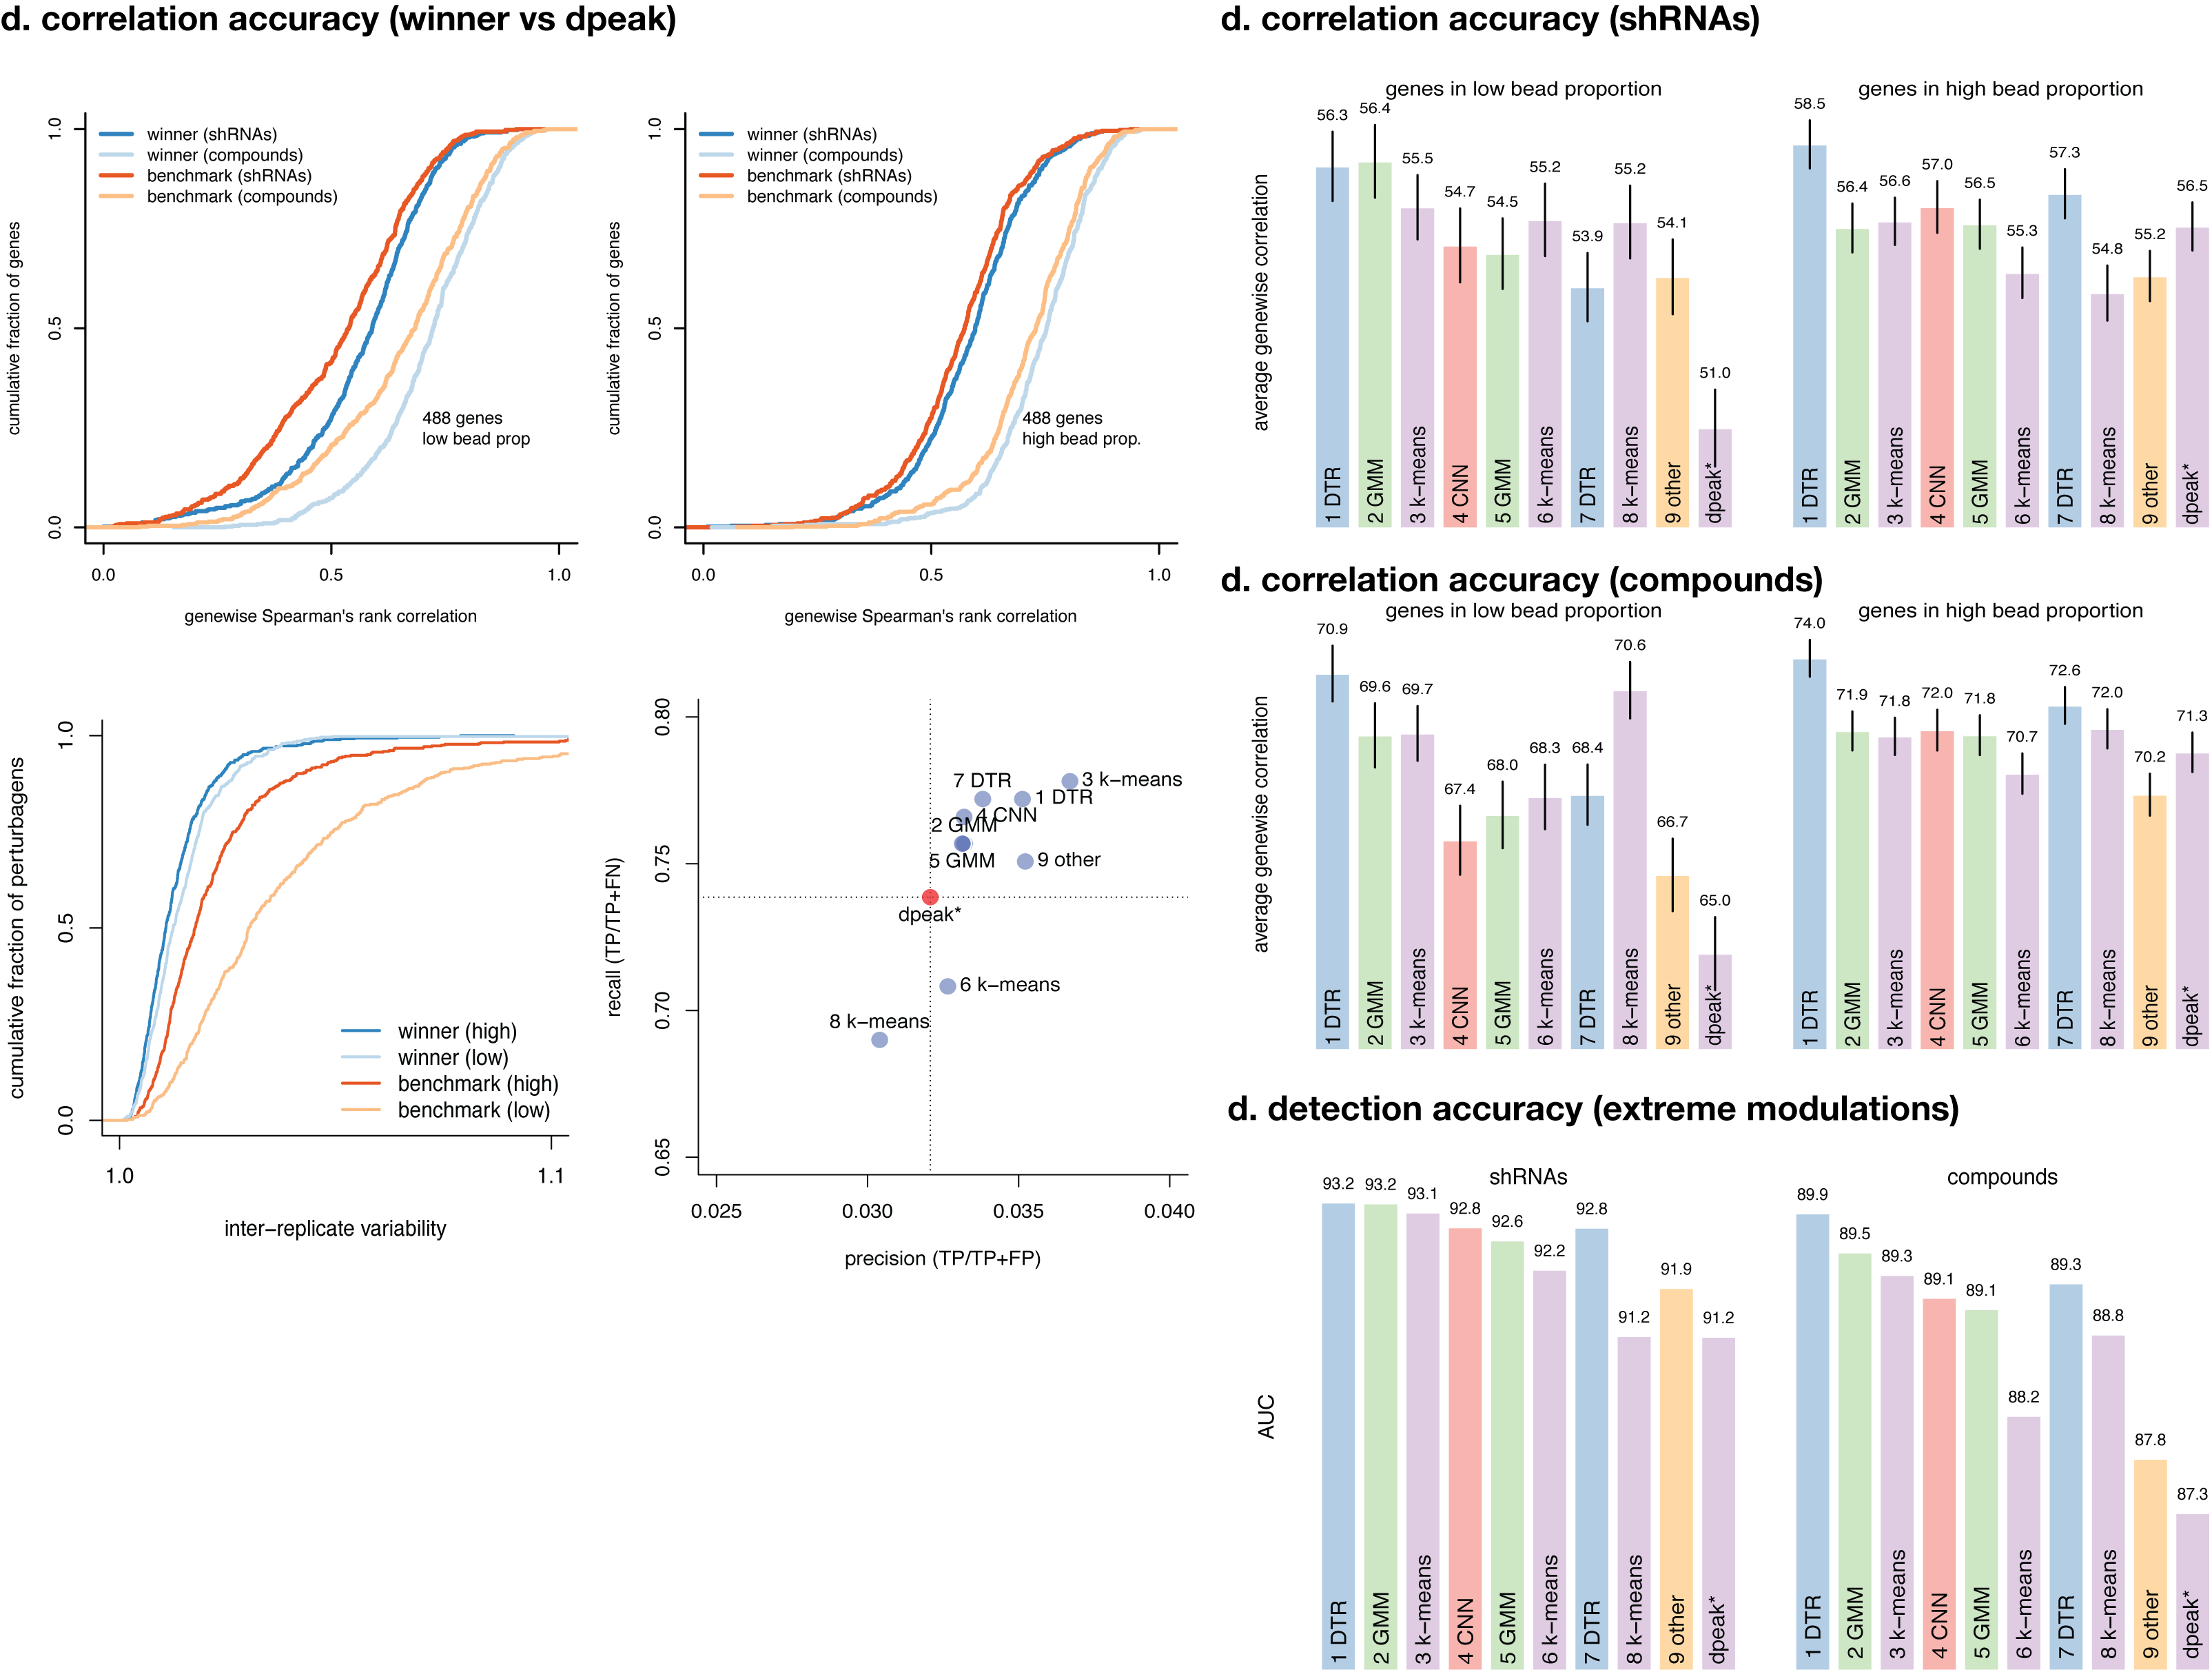 d. correlation accuracy (winner vs dpeak)
1.0
0.5
0.0
cumulative fraction of genes
winner (shRNAs)
winner (compounds)
benchmark (shRNAs)
benchmark (compounds)
488 genes
low bead prop
0.0 0.5 1.0
genewise Spearman's rank correlation
1.0
0.5
0.0
cumulative fraction of genes
winner (shRNAs)
winner (compounds)
benchmark (shRNAs)
benchmark (compounds)
488 genes
high bead prop.
0.0 0.5 1.0
genewise Spearman's rank correlation
1.0
0.5
0.0
cumulative fraction of perturbagens
winner (high)
winner (low)
benchmark (high)
benchmark (low)
1.0 1.1
inter−replicate variability
0.80
0.75
0.70
0.65
recall (TP/TP+FN)
7 DTR
3 k−means
1 DTR
4 CNN
2 GMM
5 GMM
9 other
dpeak*
6 k−means
8 k−means
0.025 0.030 0.035 0.040
precision (TP/TP+FP)
d. correlation accuracy (shRNAs)
average genewise correlation
genes in low bead proportion
56.3 56.4 55.5 54.7 54.5 55.2 53.9 55.2 54.1 51.0
1 DTR 2 GMM 3 k−means 4 CNN 5 GMM 6 k−means 7 DTR 8 k−means 9 other dpeak*
genes in high bead proportion
58.5 56.4 56.6 57.0 56.5 55.3 57.3 54.8 55.2 56.5
1 DTR 2 GMM 3 k−means 4 CNN 5 GMM 6 k−means 7 DTR 8 k−means 9 other dpeak*
d. correlation accuracy (compounds)
average genewise correlation
genes in low bead proportion
70.9 69.6 69.7 67.4 68.0 68.3 68.4 70.6 66.7 65.0
1 DTR 2 GMM 3 k−means 4 CNN 5 GMM 6 k−means 7 DTR 8 k−means 9 other dpeak*
genes in high bead proportion
74.0 71.9 71.8 72.0 71.8 70.7 72.6 72.0 70.2 71.3
1 DTR 2 GMM 3 k−means 4 CNN 5 GMM 6 k−means 7 DTR 8 k−means 9 other dpeak*
d. detection accuracy (extreme modulations)
AUC
shRNAs
93.2 93.2 93.1 92.8 92.6 92.2 92.8 91.2 91.9 91.2
1 DTR 2 GMM 3 k−means 4 CNN 5 GMM 6 k−means 7 DTR 8 k−means 9 other dpeak*
compounds
89.9 89.5 89.3 89.1 89.1 88.2 89.3 88.8 87.8 87.3
1 DTR 2 GMM 3 k−means 4 CNN 5 GMM 6 k−means 7 DTR 8 k−means 9 other dpeak*